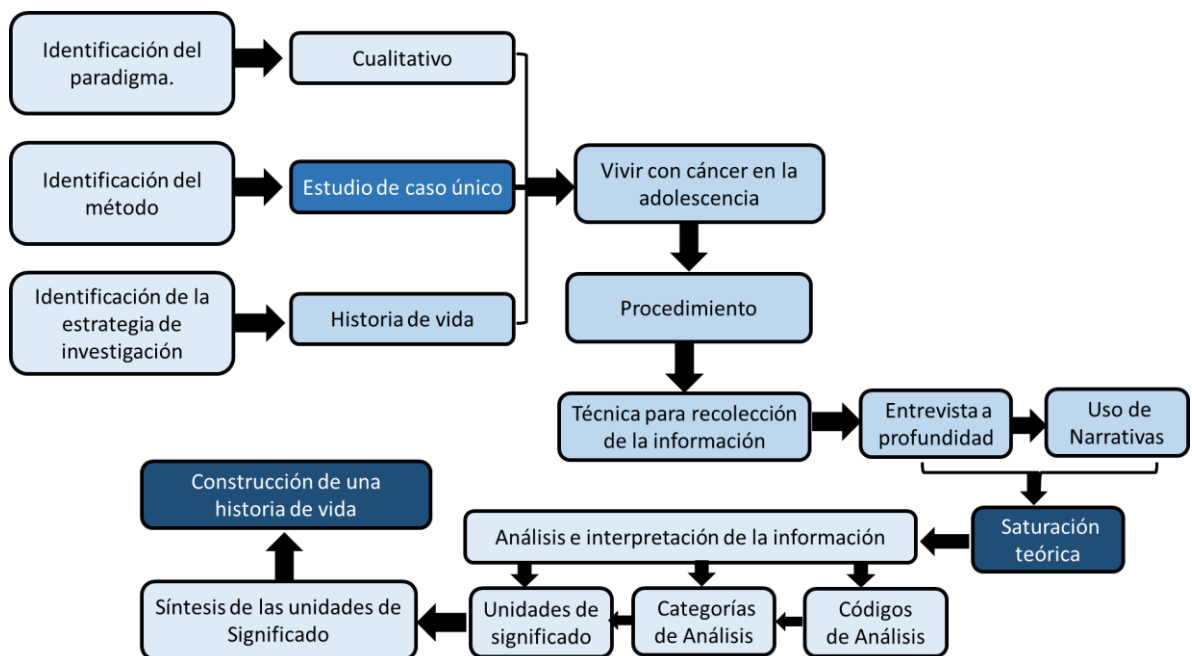 Identificación del
paradigma.
Cualitativo
Identificación del
método
Estudio de caso único
Identificación de la
estrategia de
investigación
Historia de vida
Vivir con cáncer en la
adolescencia
Procedimiento
Técnica para recolección
de la información
Entrevista a
profundidad
Uso de
Narrativas
Saturación
teórica
Análisis e interpretación de la información
Códigos
de Análisis
Categorías
de Análisis
Unidades de
significado
Síntesis de las unidades de
Significado
Construcción de una
historia de vida